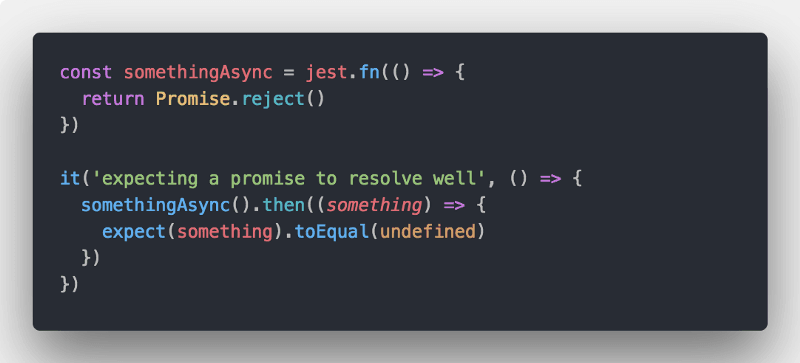 const somethingAsync = jest.fn(() => {
  return Promise.reject()
})

it('expecting a promise to resolve well', () => {
  somethingAsync().then((something) => {
    expect(something).toEqual(undefined)
  })
})